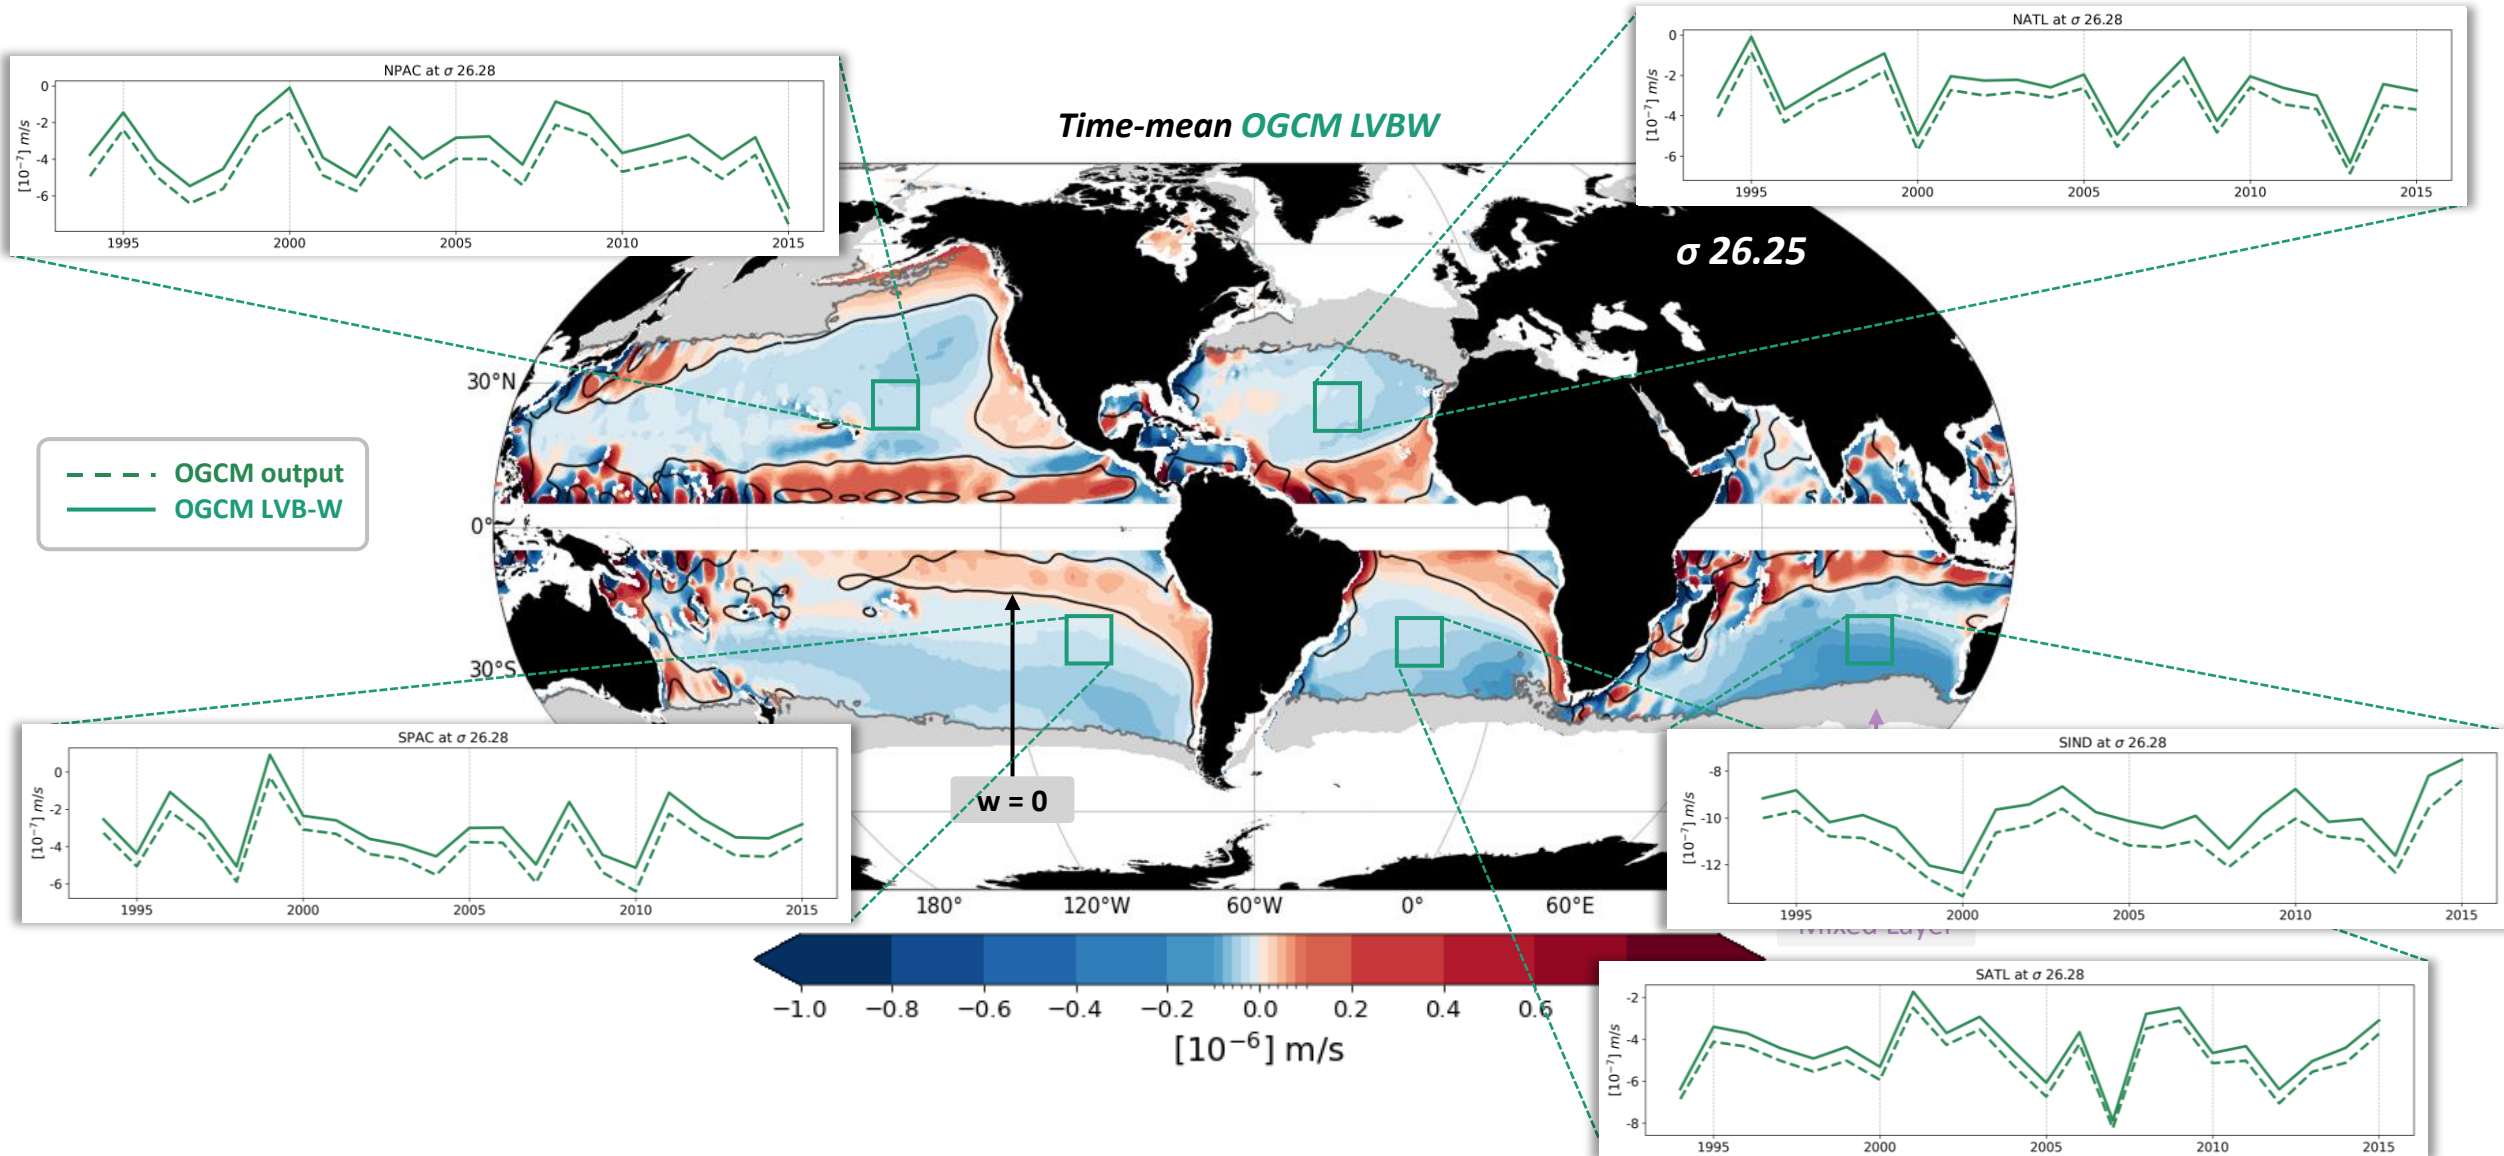 NPAC at σ 26.28
[10⁻⁷] m/s
0
-2
-4
-6
1995 2000 2005 2010 2015
NATL at σ 26.28
[10⁻⁷] m/s
0
-2
-4
-6
1995 2000 2005 2010 2015
Time-mean OGCM LVBW
σ 26.25
30°N
0°
30°S
OGCM output
OGCM LVB-W
w = 0
SPAC at σ 26.28
[10⁻⁷] m/s
0
-2
-4
-6
1995 2000 2005 2010 2015
SIND at σ 26.28
[10⁻⁷] m/s
-8
-10
-12
1995 2000 2005 2010 2015
180° 120°W 60°W 0° 60°E
Mixed Layer
−1.0 −0.8 −0.6 −0.4 −0.2 0.0 0.2 0.4 0.6
[10⁻⁶] m/s
SATL at σ 26.28
[10⁻⁷] m/s
-2
-4
-6
-8
1995 2000 2005 2010 2015